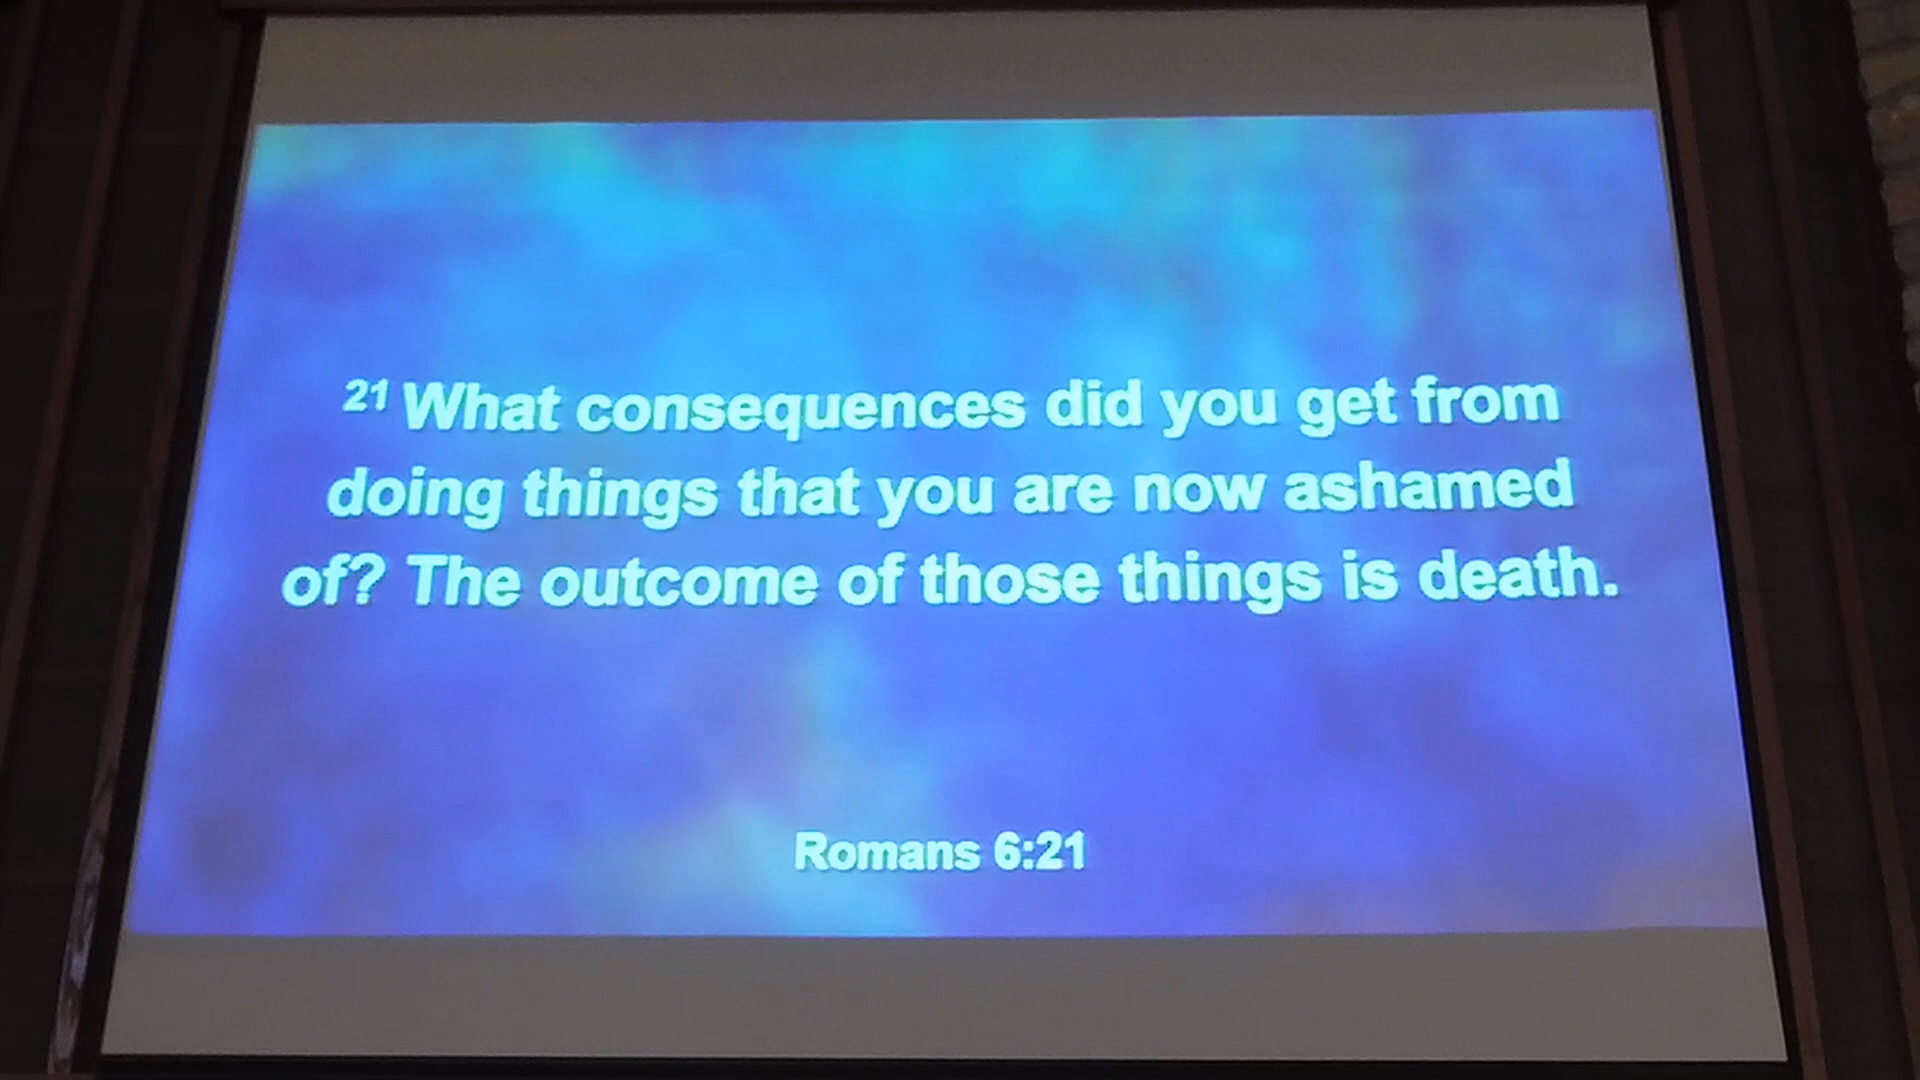 21 What consequences did you get from
doing things that you are now ashamed
of? The outcome of those things is death.
Romans 6:21